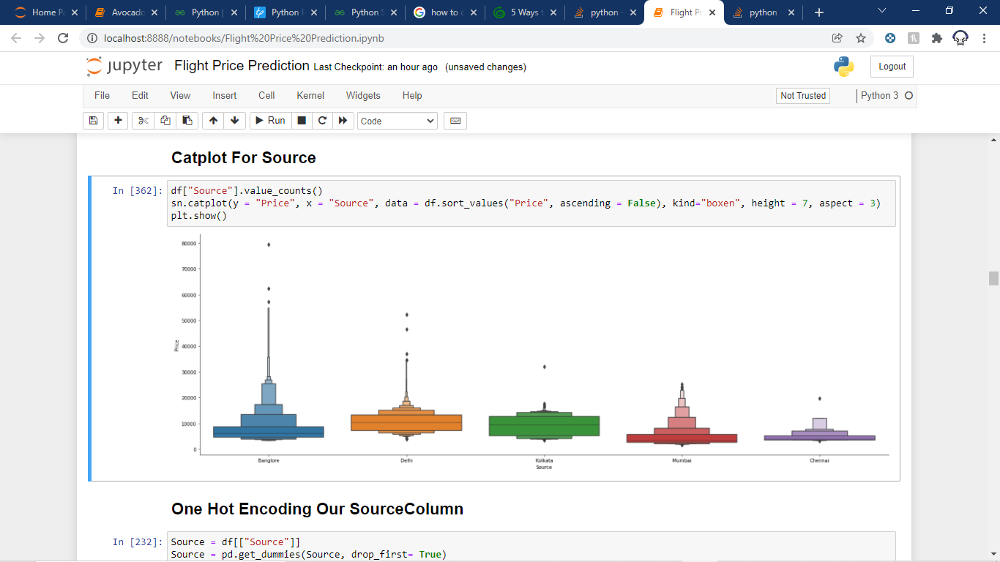 Home Pa
Avocado
Python |
Python F
Python S
how to c
5 Ways t
python -
Flight Pr
python -
localhost:8888/notebooks/Flight%20Price%20Prediction.ipynb
jupyter Flight Price Prediction Last Checkpoint: an hour ago (unsaved changes)
Logout
File Edit View Insert Cell Kernel Widgets Help
Not Trusted
Python 3
Run
Code
Catplot For Source
In [362]:
df["Source"].value_counts()
sn.catplot(y = "Price", x = "Source", data = df.sort_values("Price", ascending = False), kind="boxen", height = 7, aspect = 3)
plt.show()
80000
70000
60000
50000
40000
30000
20000
10000
0
Price
Banglore Delhi Kolkata Mumbai Chennai
Source
One Hot Encoding Our SourceColumn
In [232]:
Source = df[["Source"]]
Source = pd.get_dummies(Source, drop_first= True)